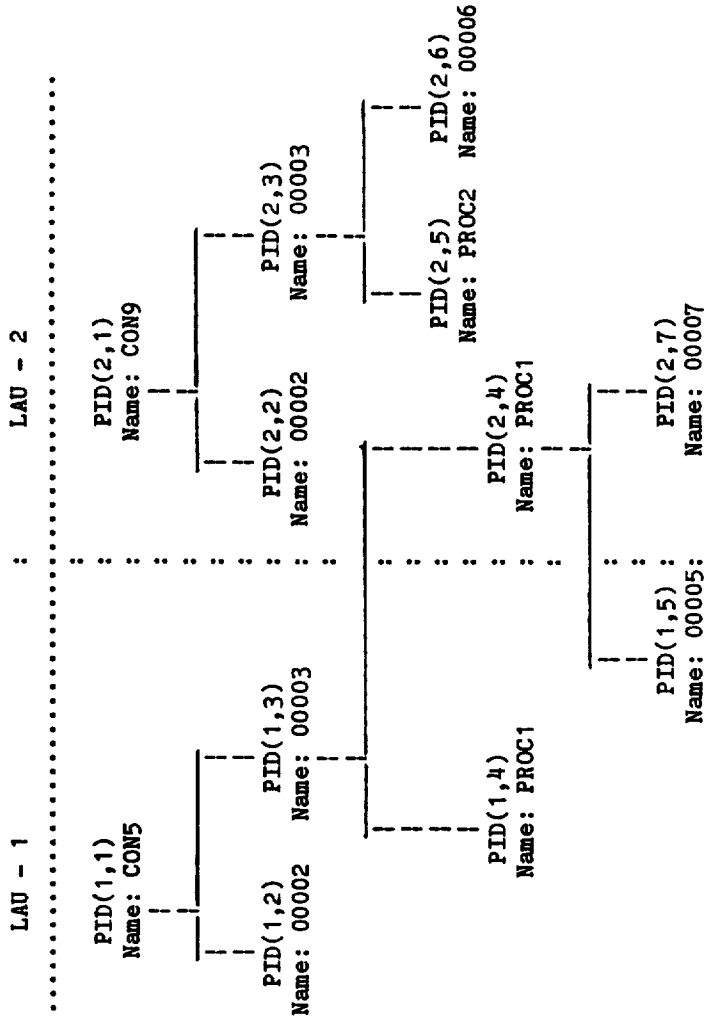 LAU - 1 : LAU - 2
PID(1,1) PID(2,1)
Name: CON5 Name: CON9
PID(1,2) PID(1,3) PID(2,2) PID(2,3)
Name: 00002 Name: 00003 Name: 00002 Name: 00003
PID(2,5) PID(2,6)
Name: PROC2 Name: 00006
PID(1,4) PID(2,4)
Name: PROC1 Name: PROC1
PID(1,5) : PID(2,7)
Name: 00005: Name: 00007